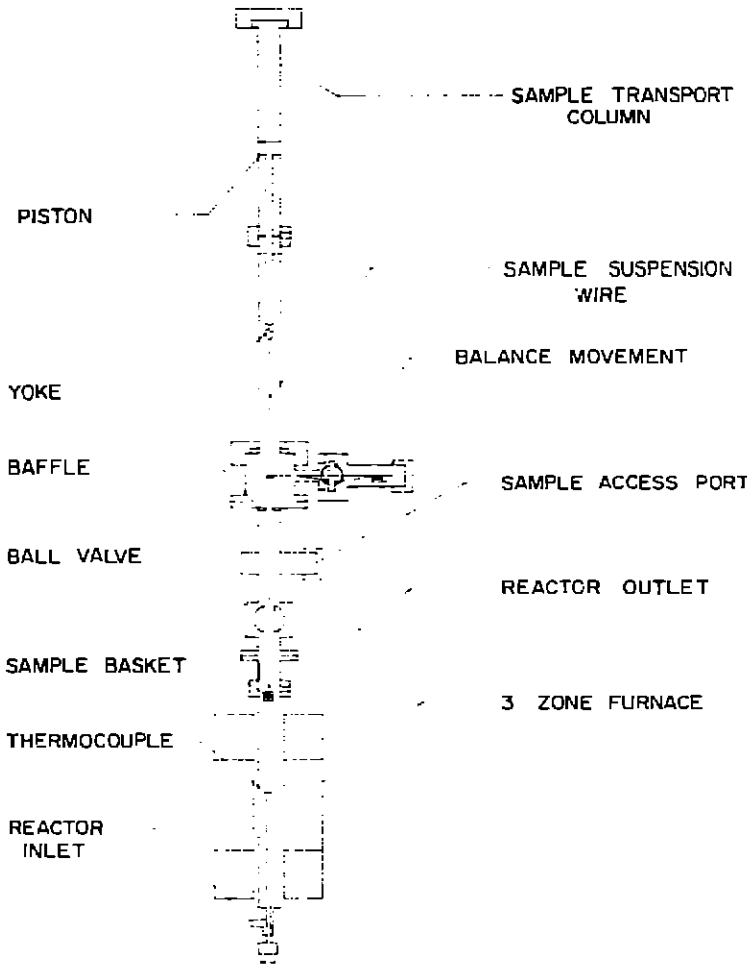 SAMPLE TRANSPORT
COLUMN
PISTON
SAMPLE SUSPENSION
WIRE
BALANCE MOVEMENT
YOKE
BAFFLE
SAMPLE ACCESS PORT
BALL VALVE
REACTOR OUTLET
SAMPLE BASKET
3 ZONE FURNACE
THERMOCOUPLE
REACTOR
INLET